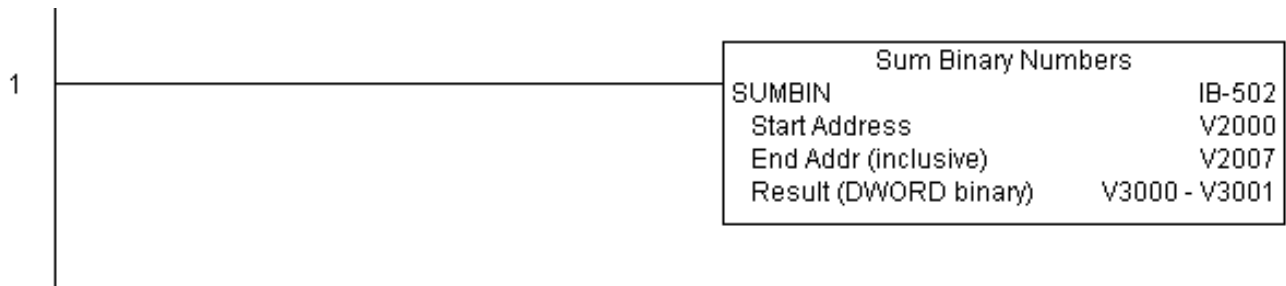 Sum Binary Numbers
1
SUMBIN IB-502
Start Address V2000
End Addr (inclusive) V2007
Result (DWORD binary) V3000 - V3001